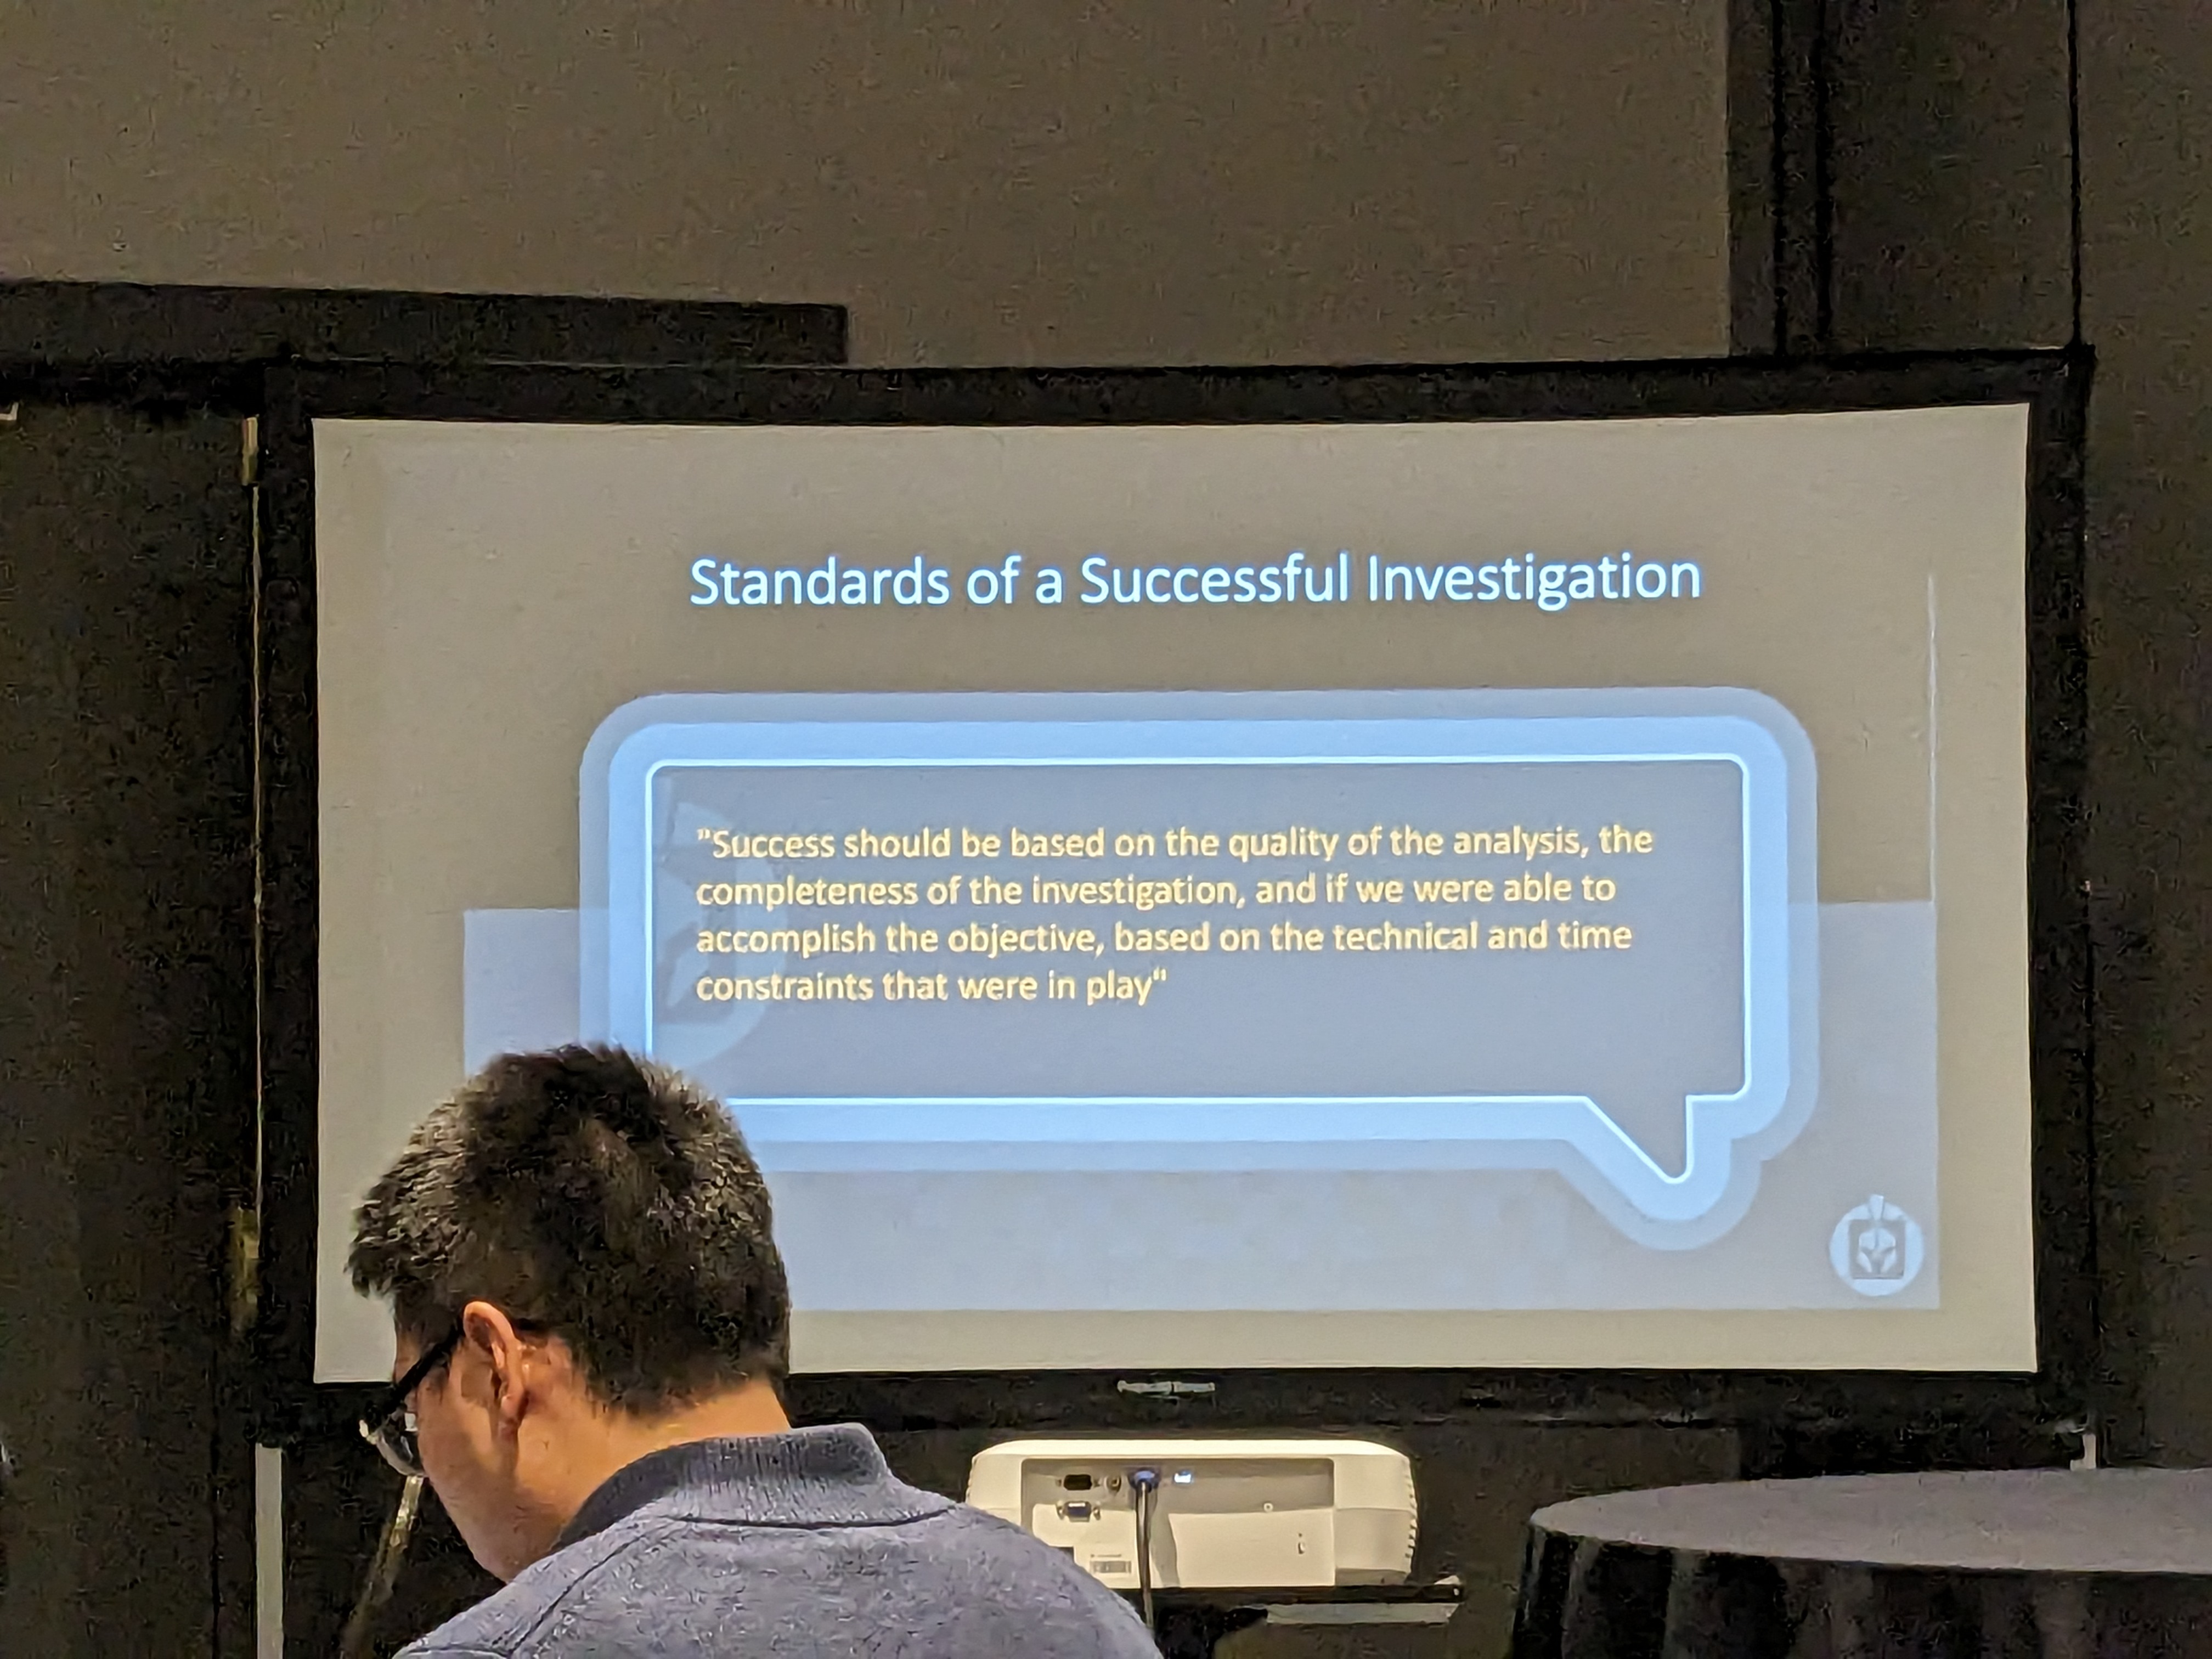 Standards of a Successful Investigation
"Success should be based on the quality of the analysis, the
completeness of the investigation, and if we were able to
accomplish the objective, based on the technical and time
constraints that were in play"